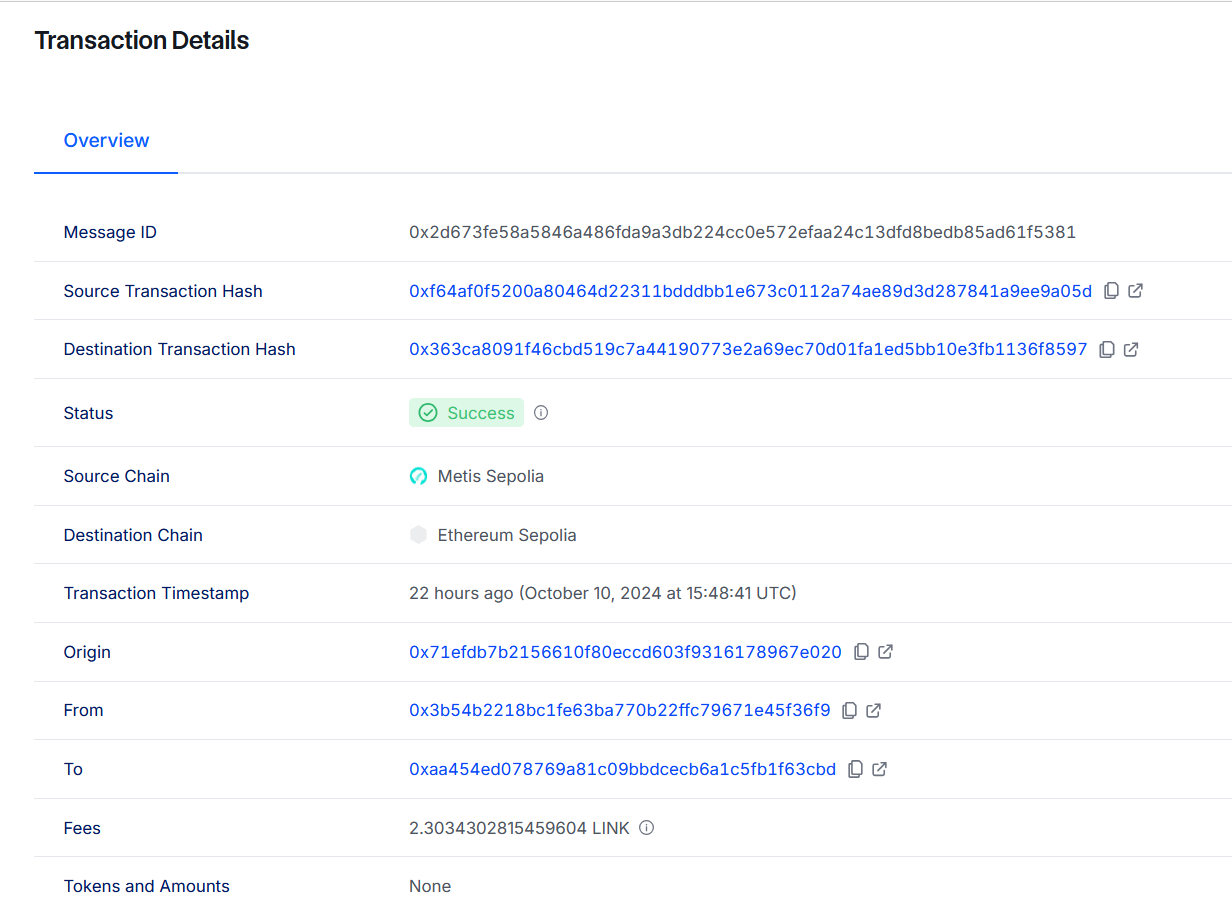 Transaction Details
Overview
Message ID 0x2d673fe58a5846a486fda9a3db224cc0e572efaa24c13dfd8bedb85ad61f5381
Source Transaction Hash 0xf64af0f5200a80464d22311bdddbb1e673c0112a74ae89d3d287841a9ee9a05d
Destination Transaction Hash 0x363ca8091f46cbd519c7a44190773e2a69ec70d01fa1ed5bb10e3fb1136f8597
Status Success
Source Chain Metis Sepolia
Destination Chain Ethereum Sepolia
Transaction Timestamp 22 hours ago (October 10, 2024 at 15:48:41 UTC)
Origin 0x71efdb7b2156610f80eccd603f9316178967e020
From 0x3b54b2218bc1fe63ba770b22ffc79671e45f36f9
To 0xaa454ed078769a81c09bbdcecb6a1c5fb1f63cbd
Fees 2.3034302815459604 LINK
Tokens and Amounts None